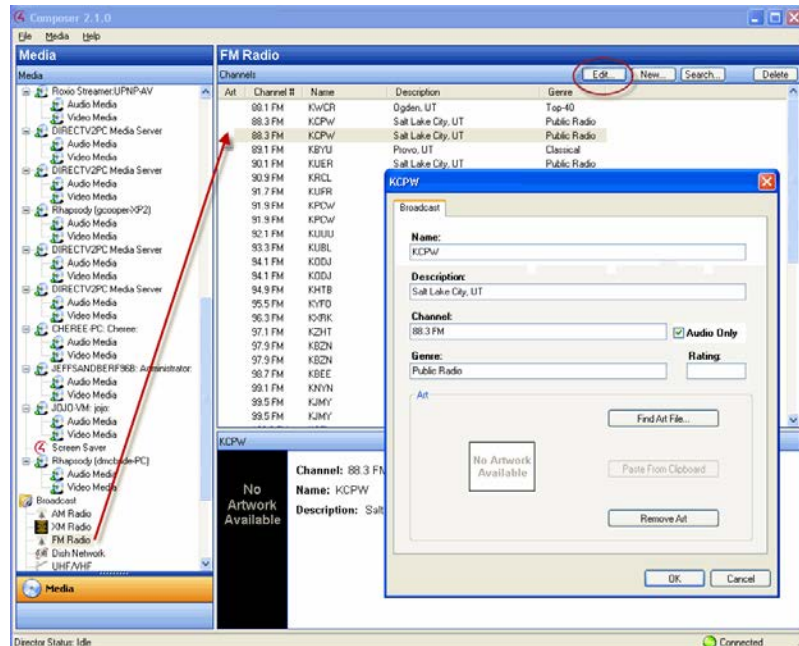 Composer 2.1.0
File Media Help
Media
Media
Roxio Streamer:UPNP-AV
Audio Media
Video Media
DIRECTV2PC Media Server
Audio Media
Video Media
DIRECTV2PC Media Server
Audio Media
Video Media
Rhapsody (gcooper-XP2)
Audio Media
Video Media
DIRECTV2PC Media Server
Audio Media
Video Media
DIRECTV2PC Media Server
Audio Media
Video Media
CHEREE-PC: Cheree:
Audio Media
Video Media
JEFFSANDBERF968: Administrator:
Audio Media
Video Media
JOJO-VM: jojo:
Audio Media
Video Media
Screen Saver
Rhapsody (dmcbride-PC)
Audio Media
Video Media
Broadcast
AM Radio
XM Radio
FM Radio
Dish Network
UHF/VHF
Media
Director Status: Idle
FM Radio
Channels Edit... New... Search... Delete
Art Channel # Name Description Genre
88.1 FM KWCR Ogden, UT Top-40
88.3 FM KCPW Salt Lake City, UT Public Radio
88.3 FM KCPW Salt Lake City, UT Public Radio
89.1 FM KBYU Provo, UT Classical
90.1 FM KUER Salt Lake City, UT Public Radio
90.9 FM KRCL
91.7 FM KUFR
91.9 FM KPCW
91.9 FM KPCW
92.1 FM KUUU
93.3 FM KUBL
94.1 FM KODJ
94.1 FM KODJ
94.9 FM KHTB
95.5 FM KYFO
96.3 FM KXRK
97.1 FM KZHT
97.9 FM KBZN
97.9 FM KBZN
98.7 FM KBEE
99.1 FM KNYN
99.5 FM KJMY
99.5 FM KJMY
KCPW
No Artwork Available
Channel: 88.3 FM
Name: KCPW
Description: Salt
KCPW
Broadcast
Name:
KCPW
Description:
Salt Lake City, UT
Channel:
88.3 FM
Audio Only
Genre: Rating:
Public Radio
Art
No Artwork
Available
Find Art File...
Paste From Clipboard
Remove Art
OK Cancel
Connected